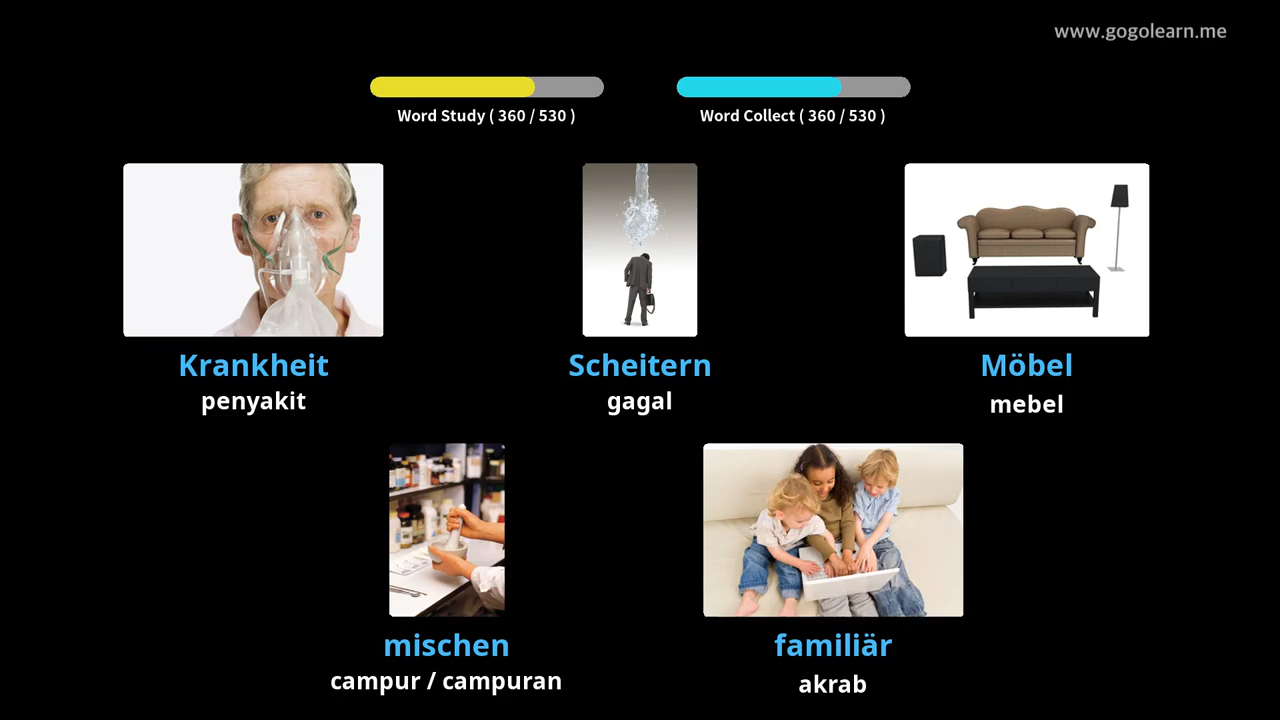 www.gogolearn.me
Word Study ( 360 / 530 )
Word Collect ( 360 / 530 )
Krankheit
penyakit
Scheitern
gagal
Möbel
mebel
mischen
campur / campuran
familiär
akrab